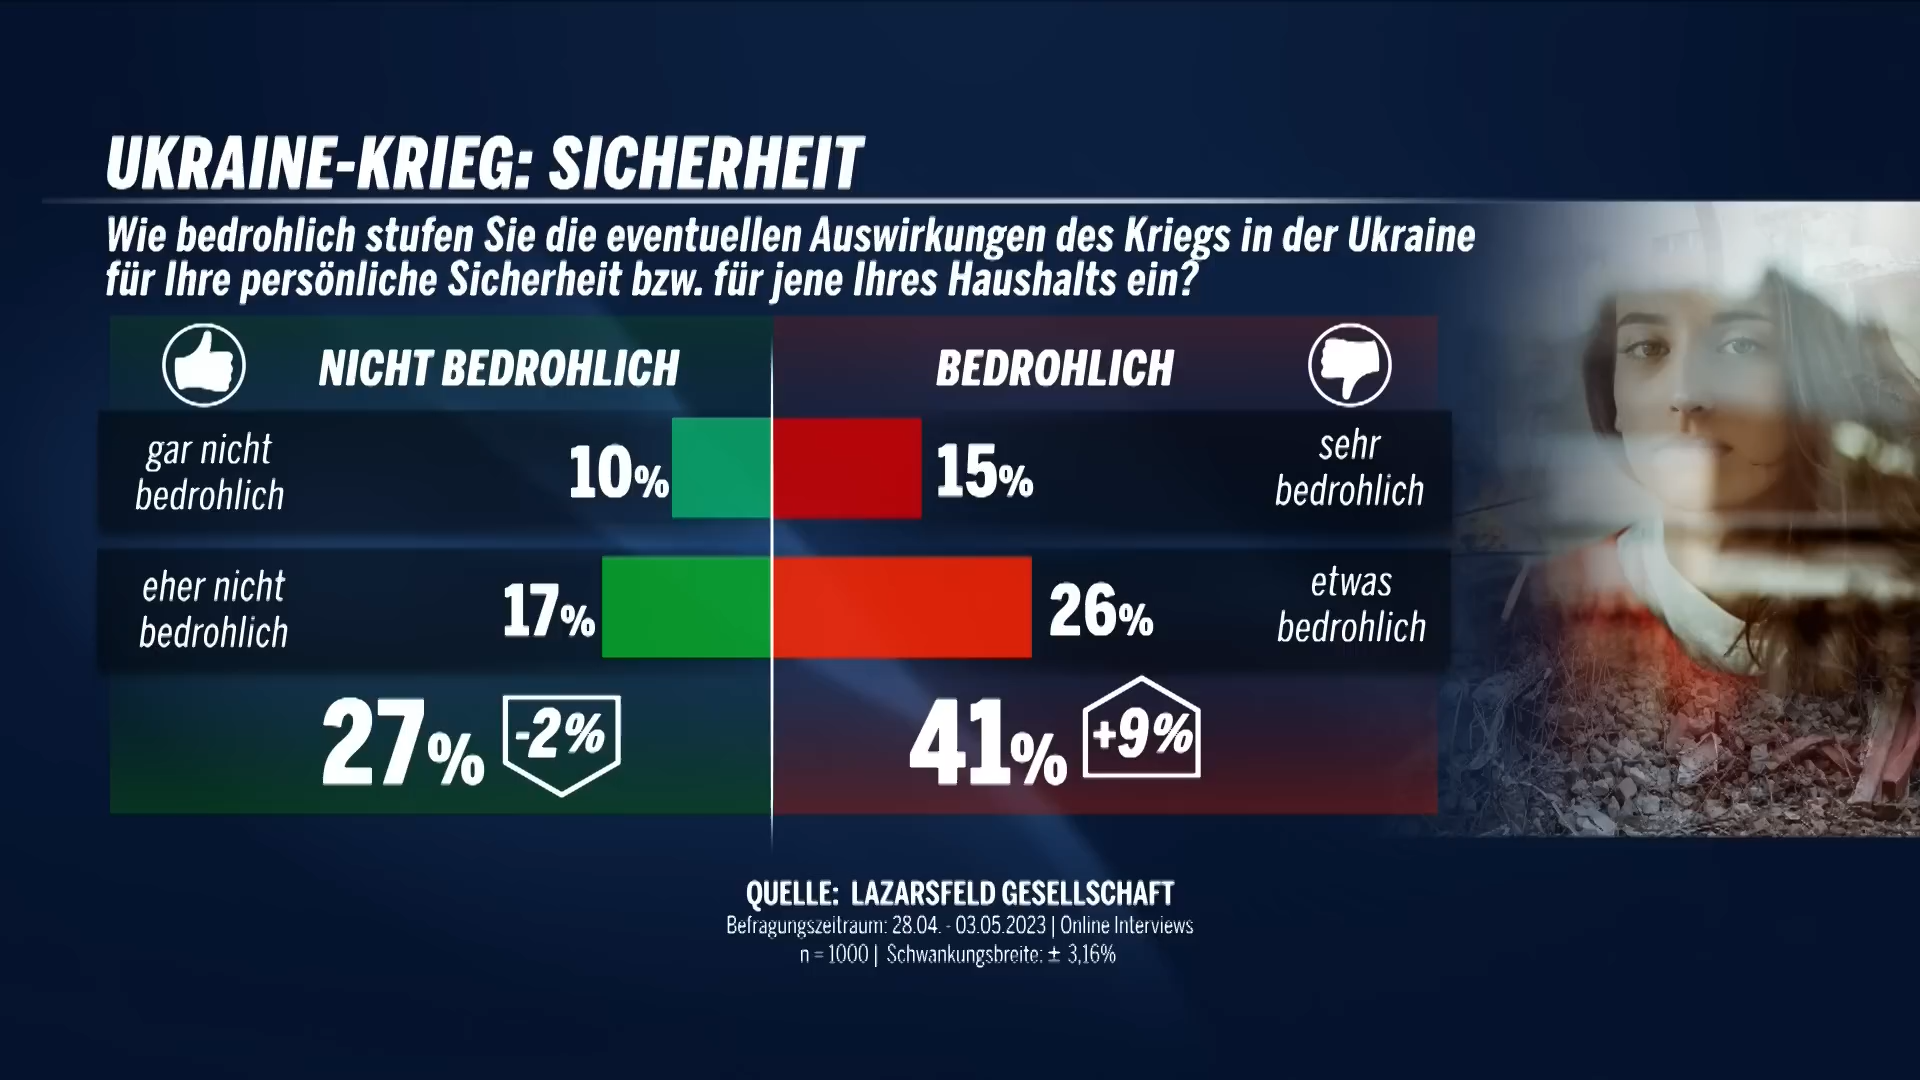 UKRAINE-KRIEG: SICHERHEIT
Wie bedrohlich stufen Sie die eventuellen Auswirkungen des Kriegs in der Ukraine
für Ihre persönliche Sicherheit bzw. für jene Ihres Haushalts ein?
NICHT BEDROHLICH
BEDROHLICH
gar nicht
bedrohlich
10%
15%
sehr
bedrohlich
eher nicht
bedrohlich
17%
26%
etwas
bedrohlich
27%
-2%
41%
+9%
QUELLE: LAZARSFELD GESELLSCHAFT
Befragungszeitraum: 28.04. - 03.05.2023 | Online Interviews
n = 1000 | Schwankungsbreite: ± 3,16%